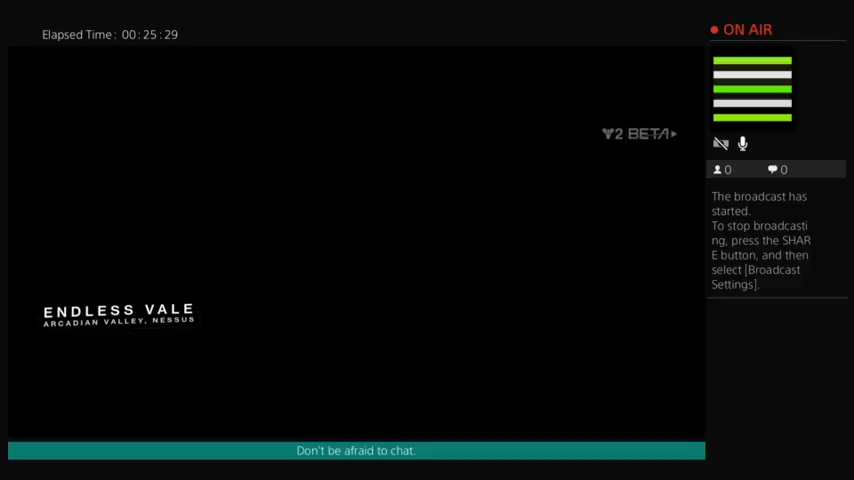 Elapsed Time: 00:25:29
ON AIR
2 BETA
0 0
The broadcast has
started.
To stop broadcasti
ng, press the SHAR
E button, and then
select [Broadcast
Settings].
ENDLESS VALE
ARCADIAN VALLEY, NESSUS
Don't be afraid to chat.